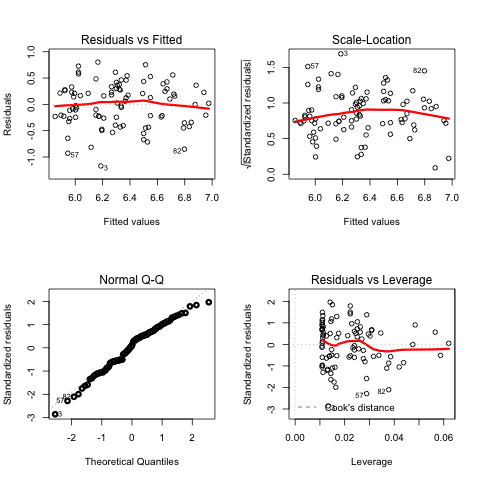 Residuals vs Fitted
Residuals
1.0
0.5
0.0
-0.5
-1.0
57
3
82
6.0 6.2 6.4 6.6 6.8 7.0
Fitted values
Scale-Location
√|Standardized residuals|
1.5
1.0
0.5
0.0
57
3
82
6.0 6.2 6.4 6.6 6.8 7.0
Fitted values
Normal Q-Q
Standardized residuals
2
1
0
-1
-2
-3
57
82
3
-2 -1 0 1 2
Theoretical Quantiles
Residuals vs Leverage
Standardized residuals
2
1
0
-1
-2
-3
57
82
3
Cook's distance
0.00 0.02 0.04 0.06
Leverage